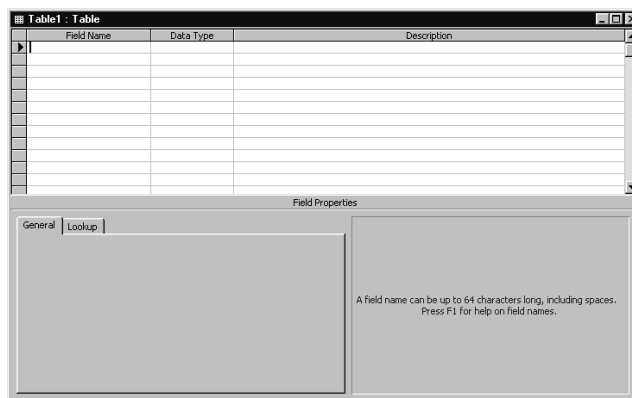 Table1 : Table
Field Name Data Type Description
Field Properties
General Lookup
A field name can be up to 64 characters long, including spaces.
Press F1 for help on field names.